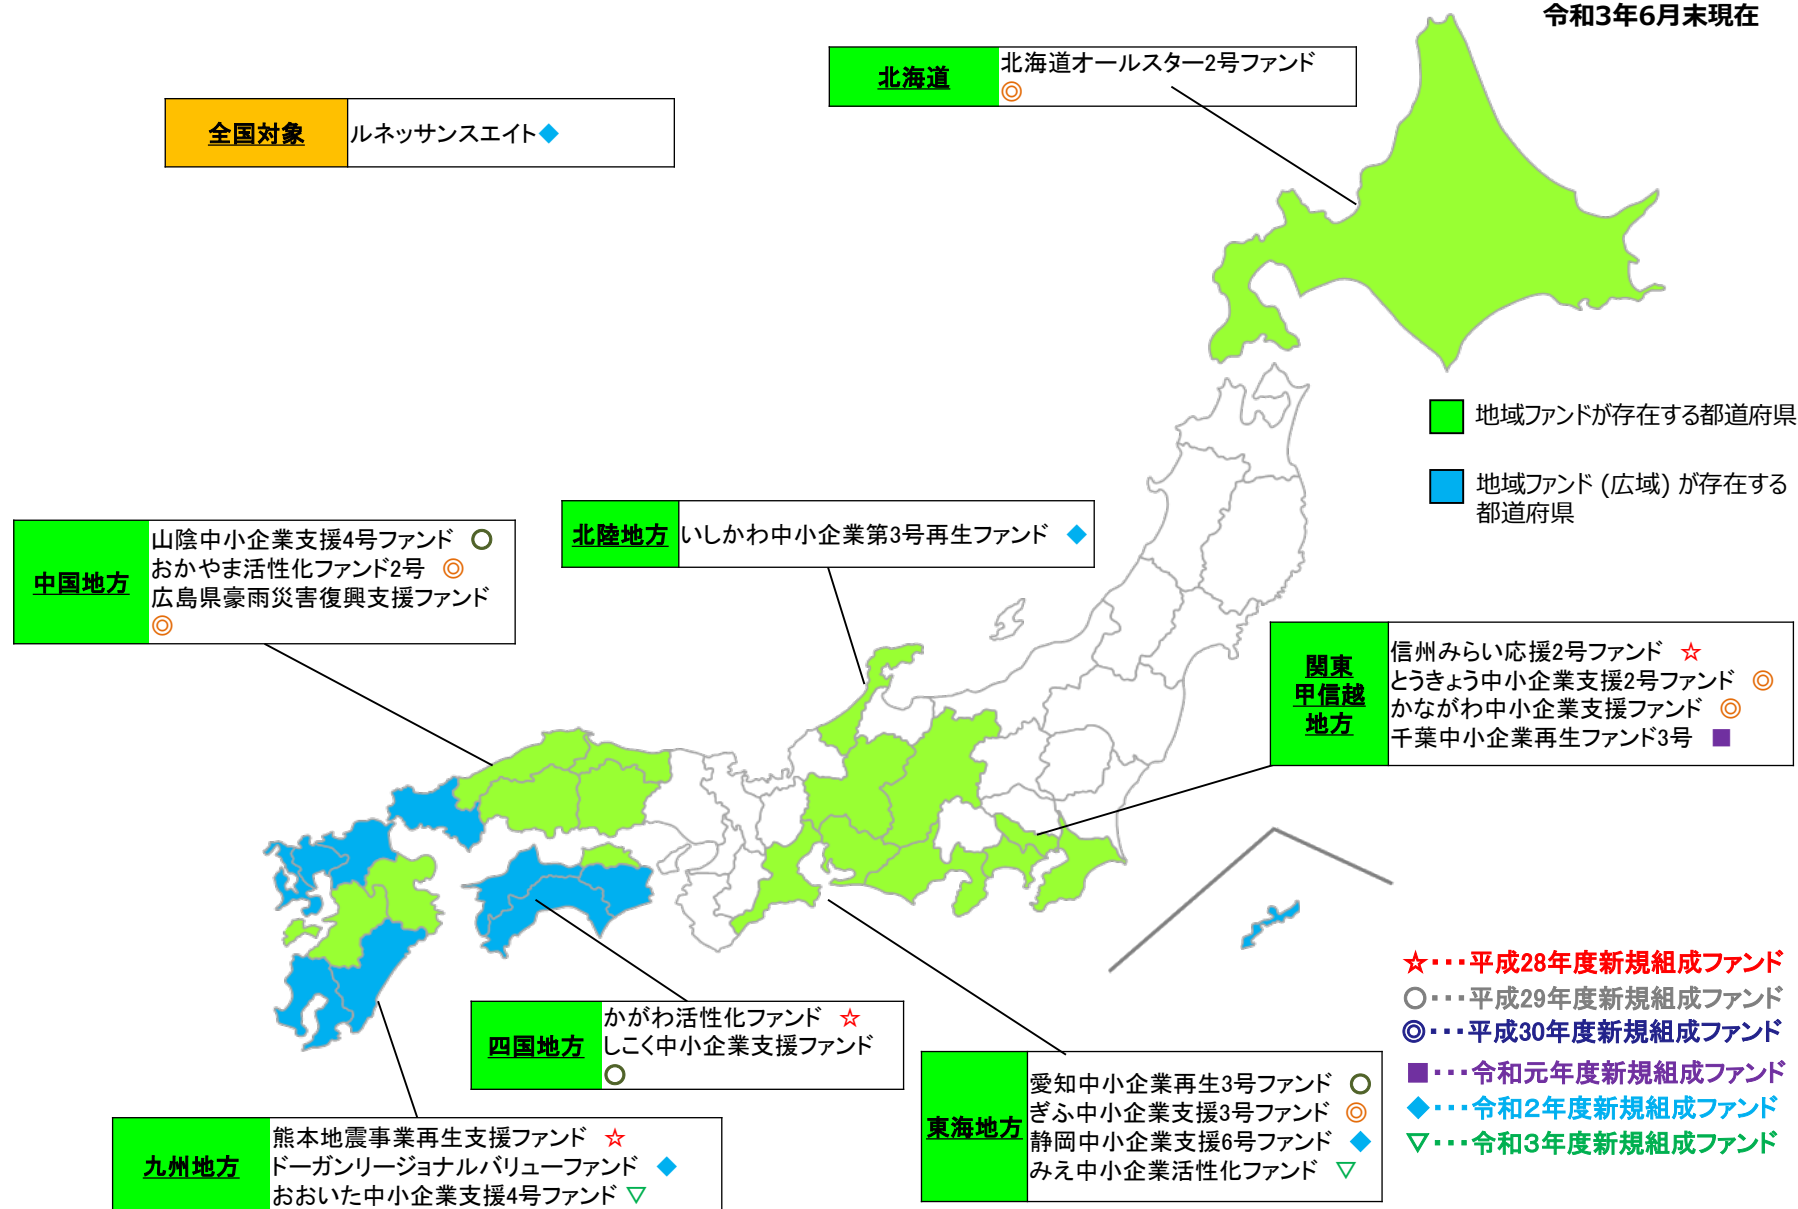 令和3年6月末現在
北海道
北海道オールスター2号ファンド
◎
全国対象
ルネッサンスエイト◆
地域ファンドが存在する都道府県
地域ファンド (広域) が存在する
都道府県
北陸地方
いしかわ中小企業第3号再生ファンド ◆
中国地方
山陰中小企業支援4号ファンド ○
おかやま活性化ファンド2号 ◎
広島県豪雨災害復興支援ファンド
◎
関東
甲信越
地方
信州みらい応援2号ファンド ☆
とうきょう中小企業支援2号ファンド ◎
かながわ中小企業支援ファンド ◎
千葉中小企業再生ファンド3号 ■
四国地方
かがわ活性化ファンド ☆
しこく中小企業支援ファンド
○
東海地方
愛知中小企業再生3号ファンド ○
ぎふ中小企業支援3号ファンド ◎
静岡中小企業支援6号ファンド ◆
みえ中小企業活性化ファンド ▽
九州地方
熊本地震事業再生支援ファンド ☆
ドーガンリージョナルバリューファンド ◆
おおいた中小企業支援4号ファンド ▽
☆・・・平成28年度新規組成ファンド
○・・・平成29年度新規組成ファンド
◎・・・平成30年度新規組成ファンド
■・・・令和元年度新規組成ファンド
◆・・・令和2年度新規組成ファンド
▽・・・令和3年度新規組成ファンド